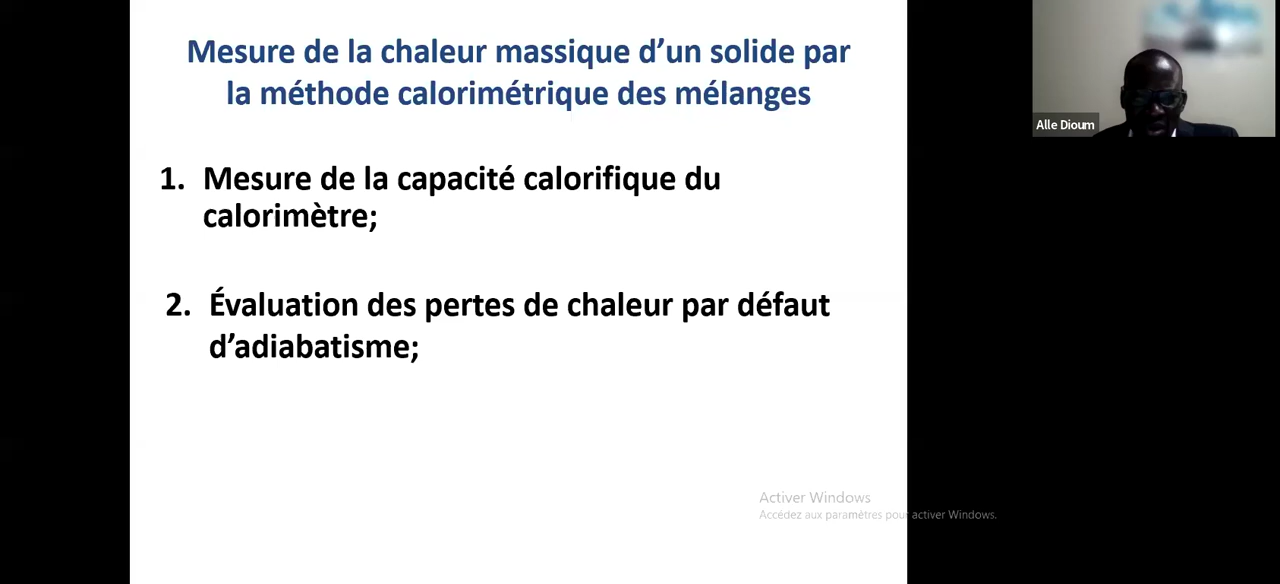 Mesure de la chaleur massique d’un solide par
la méthode calorimétrique des mélanges
1. Mesure de la capacité calorifique du
calorimètre;
2. Évaluation des pertes de chaleur par défaut
d’adiabatisme;
Alle Dioum
Activer Windows
Accédez aux paramètres pour activer Windows.